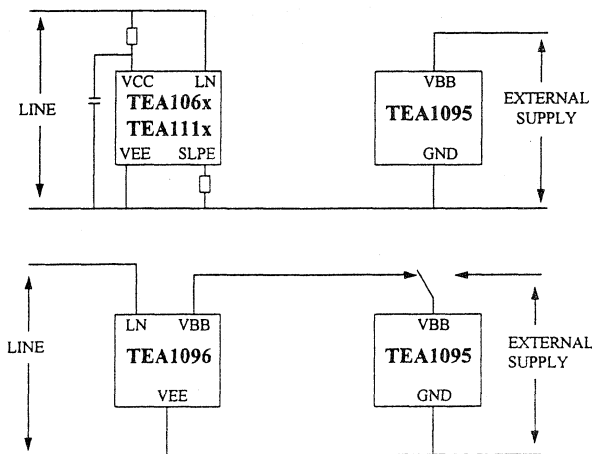 VCC LN
TEA106x
TEA111x
VEE SLPE
LINE
VBB
TEA1095
GND
EXTERNAL
SUPPLY
LN VBB
TEA1096
VEE
LINE
VBB
TEA1095
GND
EXTERNAL
SUPPLY